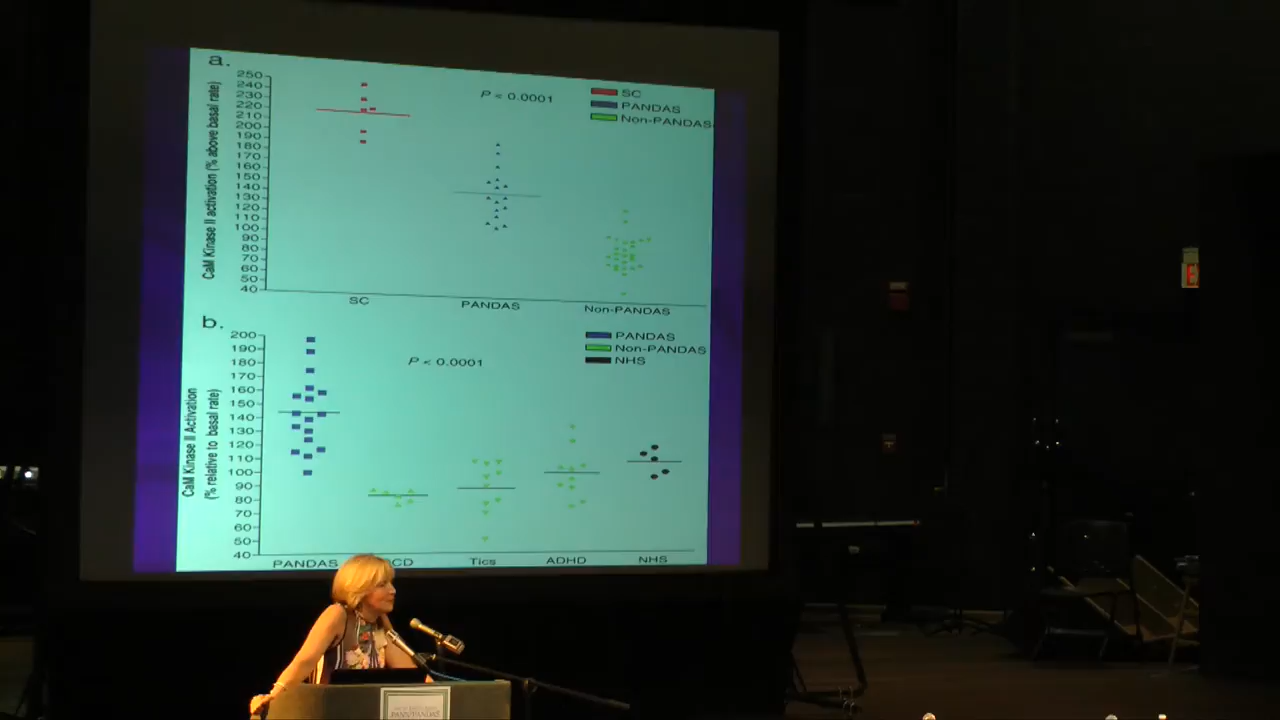 a.
CaM Kinase II activation (% above basal rate)
250
240
230
220
210
200
190
180
170
160
150
140
130
120
110
100
90
80
70
60
50
40
P < 0.0001
SC
PANDAS
Non-PANDAS
SC
PANDAS
Non-PANDAS
b.
CaM Kinase II Activation
(% relative to basal rate)
200
190
180
170
160
150
140
130
120
110
100
90
80
70
60
50
40
P < 0.0001
PANDAS
Non-PANDAS
NHS
PANDAS
CD
Tics
ADHD
NHS
PANS/PANDAS